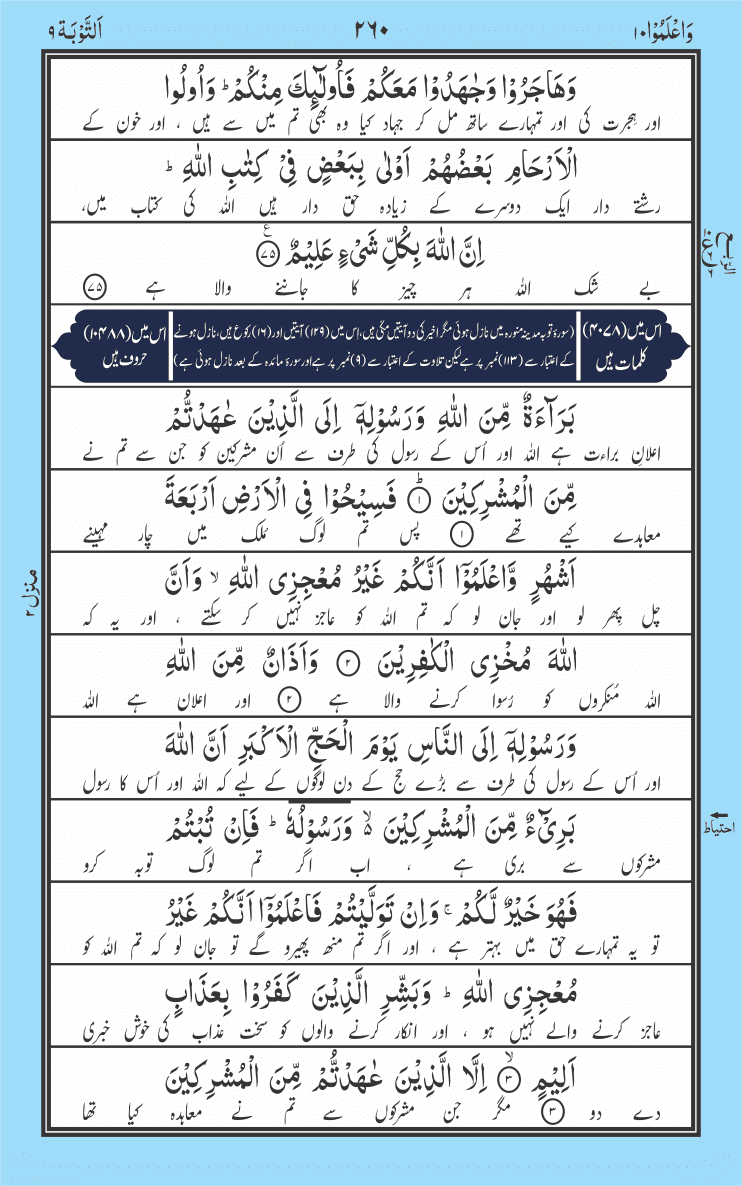 وَاعْلَمُوْا ١٠ ٢٦٠ اَلتَّوْبَة ٩
وَهَاجَرُوْا وَجٰهَدُوْا مَعَكُمْ فَاُولٰٓئِكَ مِنْكُمْ ؕ وَاُولُوا
اور ہجرت کی اور تمہارے ساتھ مل کر جہاد کیا وہ بھی تم میں سے ہیں ، اور خون کے
الْاَرْحَامِ بَعْضُهُمْ اَوْلٰى بِبَعْضٍ فِيْ كِتٰبِ اللّٰهِ ؕ
رشتے دار ایک دوسرے کے زیادہ حق دار ہیں اللہ کی کتاب میں،
اِنَّ اللّٰهَ بِكُلِّ شَيْءٍ عَلِيْمٌ ۧ ﴿٧٥﴾
بے شک اللہ ہر چیز کا جاننے والا ہے ﴿٧٥﴾
الربع
ع
٦
٦
اس میں (٤٠٧٨) کلمات ہیں
(سورۂ توبہ مدینہ منورہ میں نازل ہوئی مگر اخیر کی دو آیتیں مکّی ہیں، اس میں (١٢٩) آیتیں اور (١٦) رکوع ہیں، نازل ہونے
کے اعتبار سے (١١٣) نمبر پر ہے لیکن تلاوت کے اعتبار سے (٩) نمبر پر ہے اور سورۂ مائدہ کے بعد نازل ہوئی ہے)
اس میں (١٠٤٨٨) حروف ہیں
بَرَآءَةٌ مِّنَ اللّٰهِ وَرَسُوْلِهٖٓ اِلَى الَّذِيْنَ عٰهَدْتُّمْ
اعلانِ براءت ہے اللہ اور اُس کے رسول کی طرف سے اُن مشرکین کو جن سے تم نے
مِّنَ الْمُشْرِكِيْنَ ؕ ﴿١﴾ فَسِيْحُوْا فِي الْاَرْضِ اَرْبَعَةَ
معاہدے کیے تھے ﴿١﴾ پس تم لوگ مُلک میں چار مہینے
اَشْهُرٍ وَّاعْلَمُوْٓا اَنَّكُمْ غَيْرُ مُعْجِزِي اللّٰهِ ۙ وَاَنَّ
چل پھر لو اور جان لو کہ تم اللہ کو عاجز نہیں کر سکتے ، اور یہ کہ
منزل ٢
اللّٰهَ مُخْزِي الْكٰفِرِيْنَ ﴿٢﴾ وَاَذَانٌ مِّنَ اللّٰهِ
اللہ مُنکروں کو رُسوا کرنے والا ہے ﴿٢﴾ اور اعلان ہے اللہ
وَرَسُوْلِهٖٓ اِلَى النَّاسِ يَوْمَ الْحَجِّ الْاَكْبَرِ اَنَّ اللّٰهَ
اور اُس کے رسول کی طرف سے بڑے حج کے دن لوگوں کے لیے کہ اللہ اور اُس کا رسول
بَرِيْٓءٌ مِّنَ الْمُشْرِكِيْنَ ۙ۬ وَرَسُوْلُهٗ ؕ فَاِنْ تُبْتُمْ
احتیاط
مشرکوں سے بری ہے ، اب اگر تم لوگ توبہ کرو
فَهُوَ خَيْرٌ لَّكُمْ ۚ وَاِنْ تَوَلَّيْتُمْ فَاعْلَمُوْٓا اَنَّكُمْ غَيْرُ
تو یہ تمہارے حق میں بہتر ہے ، اور اگر تم منھ پھیرو گے تو جان لو کہ تم اللہ کو
مُعْجِزِي اللّٰهِ ؕ وَبَشِّرِ الَّذِيْنَ كَفَرُوْا بِعَذَابٍ
عاجز کرنے والے نہیں ہو ، اور انکار کرنے والوں کو سخت عذاب کی خوش خبری
اَلِيْمٍ ۙ ﴿٣﴾ اِلَّا الَّذِيْنَ عٰهَدْتُّمْ مِّنَ الْمُشْرِكِيْنَ
دے دو ﴿٣﴾ مگر جن مشرکوں سے تم نے معاہدہ کیا تھا